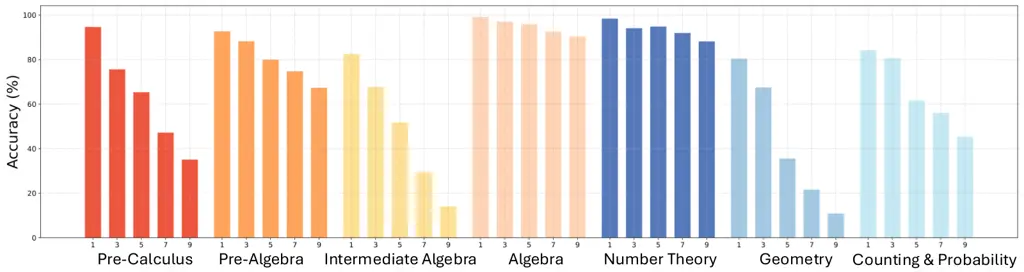 Accuracy (%)
100
80
60
40
20
0
1 3 5 7 9 1 3 5 7 9 1 3 5 7 9 1 3 5 7 9 1 3 5 7 9 1 3 5 7 9 1 3 5 7 9
Pre-Calculus Pre-Algebra Intermediate Algebra Algebra Number Theory Geometry Counting & Probability